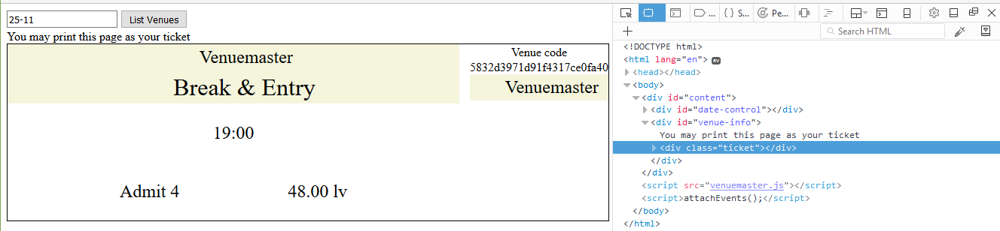 25-11 List Venues
You may print this page as your ticket
Venuemaster
Break & Entry
19:00
Admit 4 48.00 lv
Venue code
5832d3971d91f4317ce0fa40
Venuemaster
{ } S... Pe...
Search HTML
<!DOCTYPE html>
<html lang="en"> ev
<head></head>
<body>
<div id="content">
<div id="date-control"></div>
<div id="venue-info">
You may print this page as your ticket
<div class="ticket"></div>
</div>
</div>
<script src="venuemaster.js"></script>
<script>attachEvents();</script>
</body>
</html>